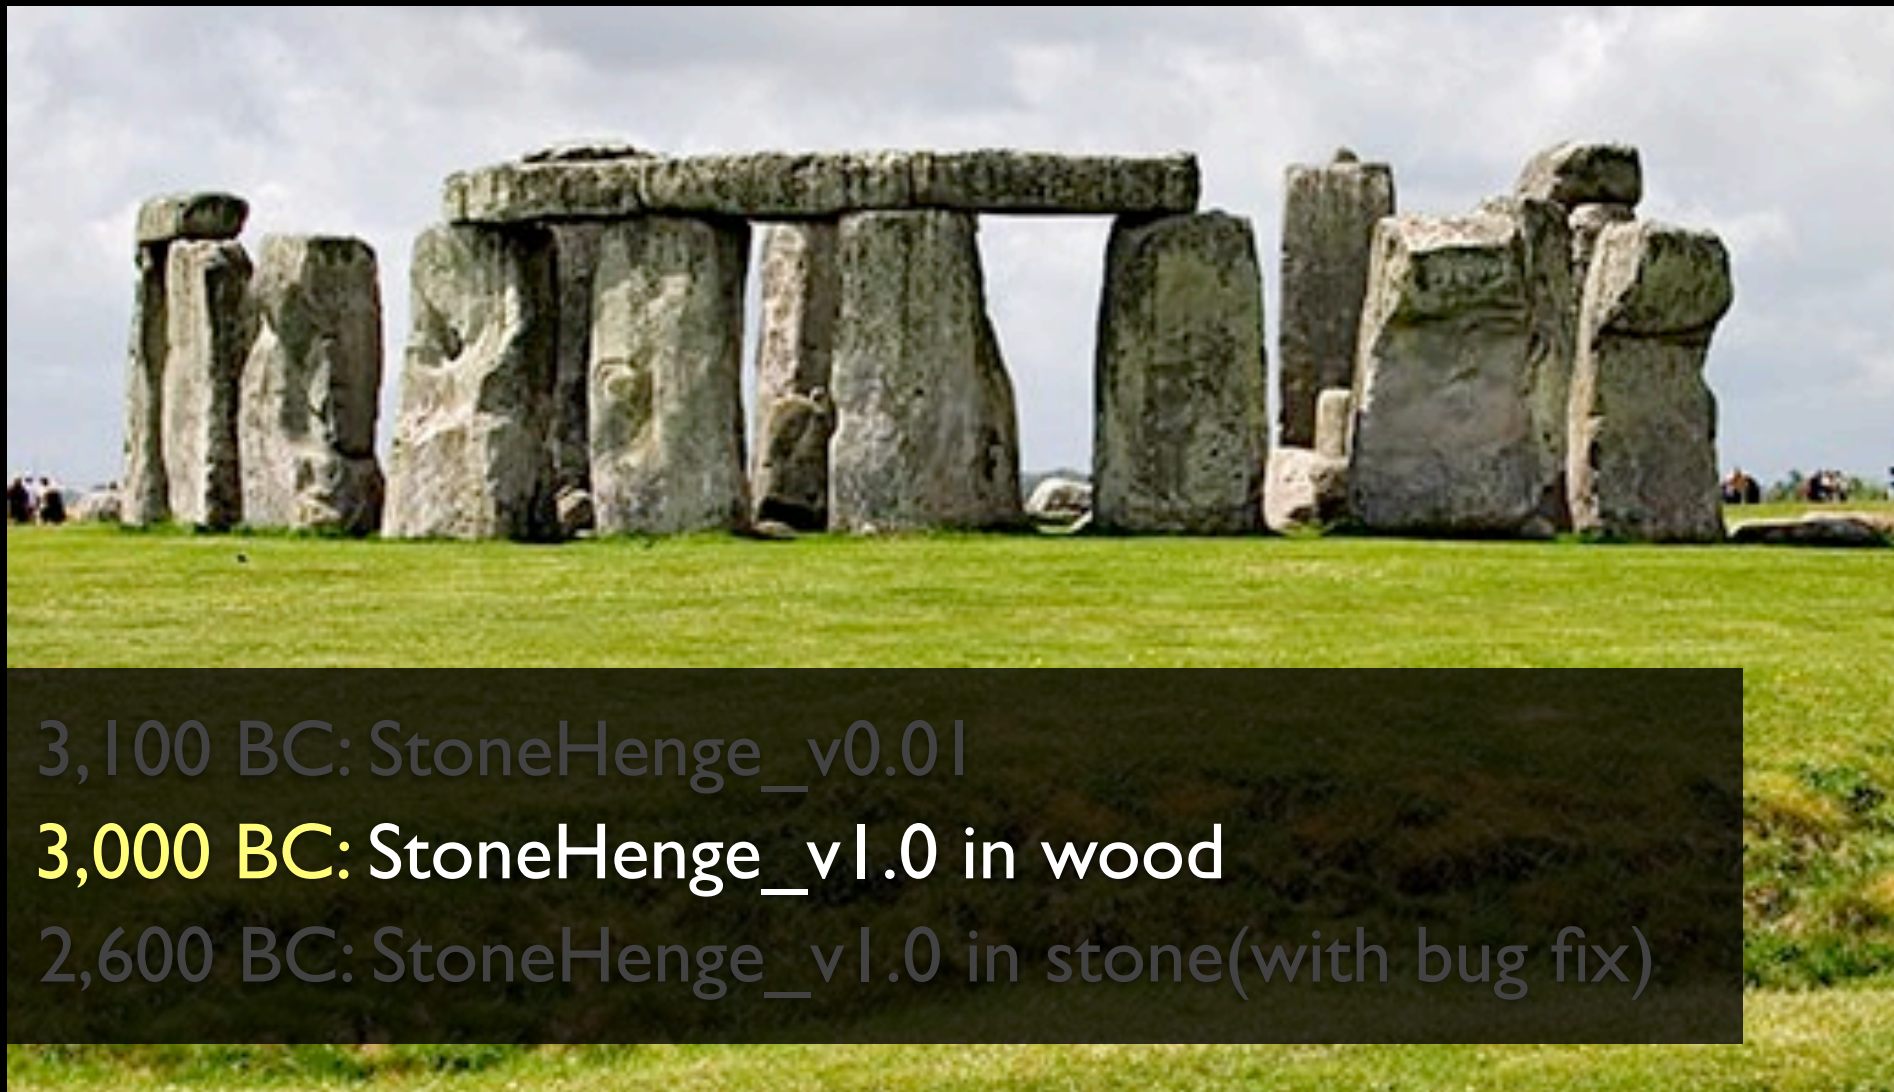 3,100 BC: StoneHenge_v0.01
3,000 BC: StoneHenge_v1.0 in wood
2,600 BC: StoneHenge_v1.0 in stone(with bug fix)